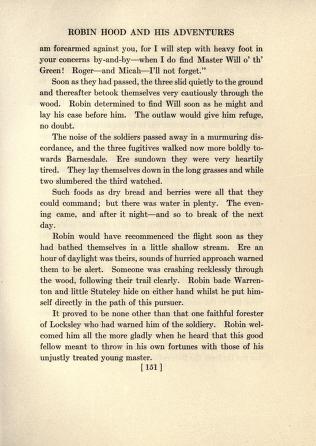 ROBIN HOOD AND HIS ADVENTURES
am forearmed against you, for I will step with heavy foot in
your concerns by-and-by—when I do find Master Will o' th'
Green! Roger—and Micah—I'll not forget."
Soon as they had passed, the three slid quietly to the ground
and thereafter betook themselves very cautiously through the
wood. Robin determined to find Will soon as he might and
lay his case before him. The outlaw would give him refuge,
no doubt.
The noise of the soldiers passed away in a murmuring dis-
cordance, and the three fugitives walked now more boldly to-
wards Barnesdale. Ere sundown they were very heartily
tired. They lay themselves down in the long grasses and while
two slumbered the third watched.
Such foods as dry bread and berries were all that they
could command; but there was water in plenty. The even-
ing came, and after it night—and so to break of the next
day.
Robin would have recommenced the flight soon as they
had bathed themselves in a little shallow stream. Ere an
hour of daylight was theirs, sounds of hurried approach warned
them to be alert. Someone was crashing recklessly through
the wood, following their trail clearly. Robin bade Warren-
ton and little Stuteley hide on either hand whilst he put him-
self directly in the path of this pursuer.
It proved to be none other than that one faithful forester
of Locksley who had warned him of the soldiery. Robin wel-
comed him all the more gladly when he heard that this good
fellow meant to throw in his own fortunes with those of his
unjustly treated young master.
[ 151 ]